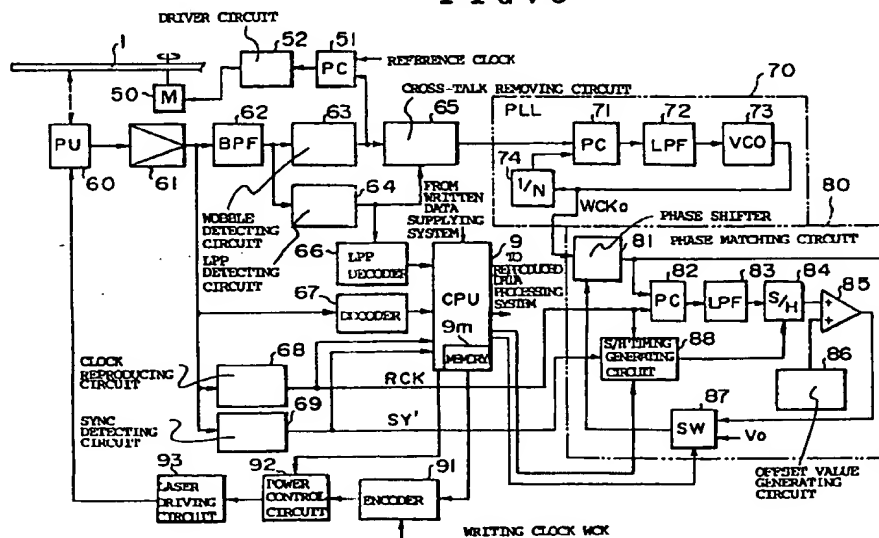 DRIVER CIRCUIT
1
52
51
PC
REFERENCE CLOCK
CROSS-TALK REMOVING CIRCUIT
70
50
M
62
63
65
PLL
71
72
73
PU
BPF
PC
LPF
VCO
74
1/N
60
61
64
FROM WRITTEN DATA SUPPLYING SYSTEM
WCKo
80
WOBBLE DETECTING CIRCUIT
LPP DETECTING CIRCUIT
PHASE SHIFTER
66
LPP DECODER
9
TO REPRODUCED DATA PROCESSING SYSTEM
81
PHASE MATCHING CIRCUIT
82
83
84
85
67
DECODER
CPU
PC
LPF
S/H
9m
MEMORY
88
S/H TIMING GENERATING CIRCUIT
86
CLOCK REPRODUCING CIRCUIT
68
RCK
87
SYNC DETECTING CIRCUIT
69
SY'
SW
Vo
93
92
91
OFFSET VALUE GENERATING CIRCUIT
LASER DRIVING CIRCUIT
POWER CONTROL CIRCUIT
ENCODER
WRITING CLOCK WCK